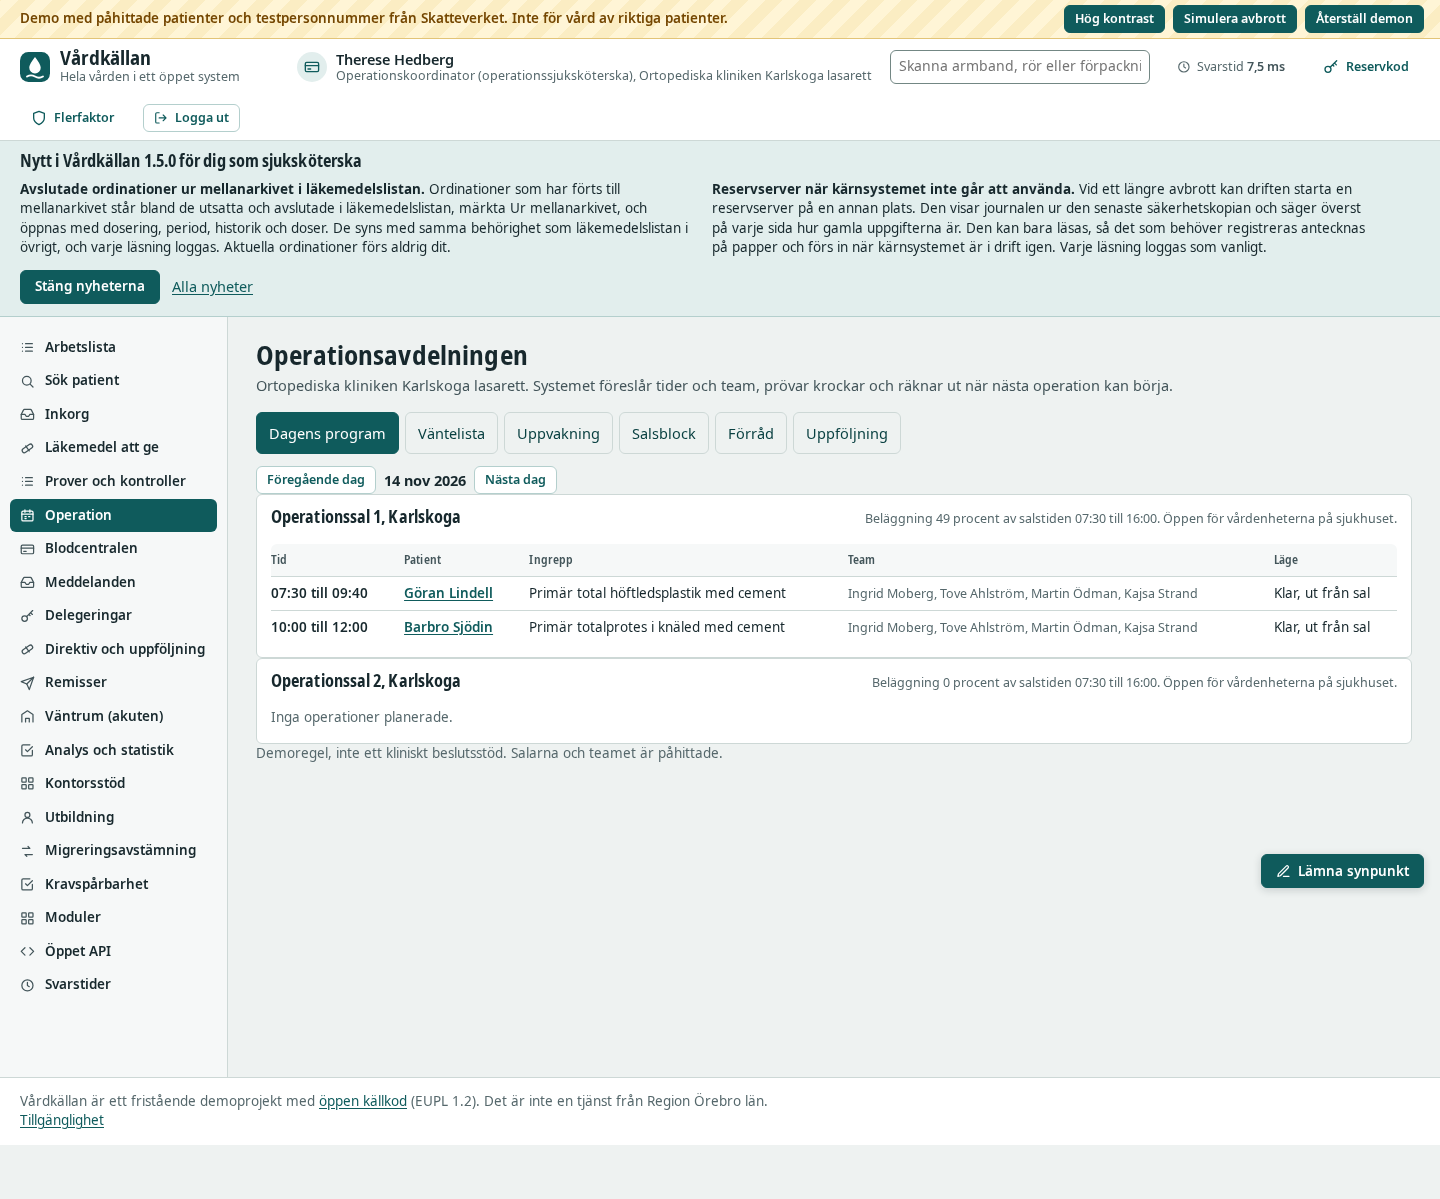 Demo med påhittade patienter och testpersonnummer från Skatteverket. Inte för vård av riktiga patienter.
Hög kontrast
Simulera avbrott
Återställ demon
Vårdkällan
Hela vården i ett öppet system
Therese Hedberg
Operationskoordinator (operationssjuksköterska), Ortopediska kliniken Karlskoga lasarett
Skanna armband, rör eller förpackni
Svarstid 7,5 ms
Reservkod
Flerfaktor
Logga ut
Nytt i Vårdkällan 1.5.0 för dig som sjuksköterska
Avslutade ordinationer ur mellanarkivet i läkemedelslistan. Ordinationer som har förts till
mellanarkivet står bland de utsatta och avslutade i läkemedelslistan, märkta Ur mellanarkivet, och
öppnas med dosering, period, historik och doser. De syns med samma behörighet som läkemedelslistan i
övrigt, och varje läsning loggas. Aktuella ordinationer förs aldrig dit.
Reservserver när kärnsystemet inte går att använda. Vid ett längre avbrott kan driften starta en
reservserver på en annan plats. Den visar journalen ur den senaste säkerhetskopian och säger överst
på varje sida hur gamla uppgifterna är. Den kan bara läsas, så det som behöver registreras antecknas
på papper och förs in när kärnsystemet är i drift igen. Varje läsning loggas som vanligt.
Stäng nyheterna
Alla nyheter
Arbetslista
Sök patient
Inkorg
Läkemedel att ge
Prover och kontroller
Operation
Blodcentralen
Meddelanden
Delegeringar
Direktiv och uppföljning
Remisser
Väntrum (akuten)
Analys och statistik
Kontorsstöd
Utbildning
Migreringsavstämning
Kravspårbarhet
Moduler
Öppet API
Svarstider
Operationsavdelningen
Ortopediska kliniken Karlskoga lasarett. Systemet föreslår tider och team, prövar krockar och räknar ut när nästa operation kan börja.
Dagens program
Väntelista
Uppvakning
Salsblock
Förråd
Uppföljning
Föregående dag
14 nov 2026
Nästa dag
Operationssal 1, Karlskoga
Beläggning 49 procent av salstiden 07:30 till 16:00. Öppen för vårdenheterna på sjukhuset.
Tid Patient Ingrepp Team Läge
07:30 till 09:40 Göran Lindell Primär total höftledsplastik med cement Ingrid Moberg, Tove Ahlström, Martin Ödman, Kajsa Strand Klar, ut från sal
10:00 till 12:00 Barbro Sjödin Primär totalprotes i knäled med cement Ingrid Moberg, Tove Ahlström, Martin Ödman, Kajsa Strand Klar, ut från sal
Operationssal 2, Karlskoga
Beläggning 0 procent av salstiden 07:30 till 16:00. Öppen för vårdenheterna på sjukhuset.
Inga operationer planerade.
Demoregel, inte ett kliniskt beslutsstöd. Salarna och teamet är påhittade.
Lämna synpunkt
Vårdkällan är ett fristående demoprojekt med öppen källkod (EUPL 1.2). Det är inte en tjänst från Region Örebro län.
Tillgänglighet